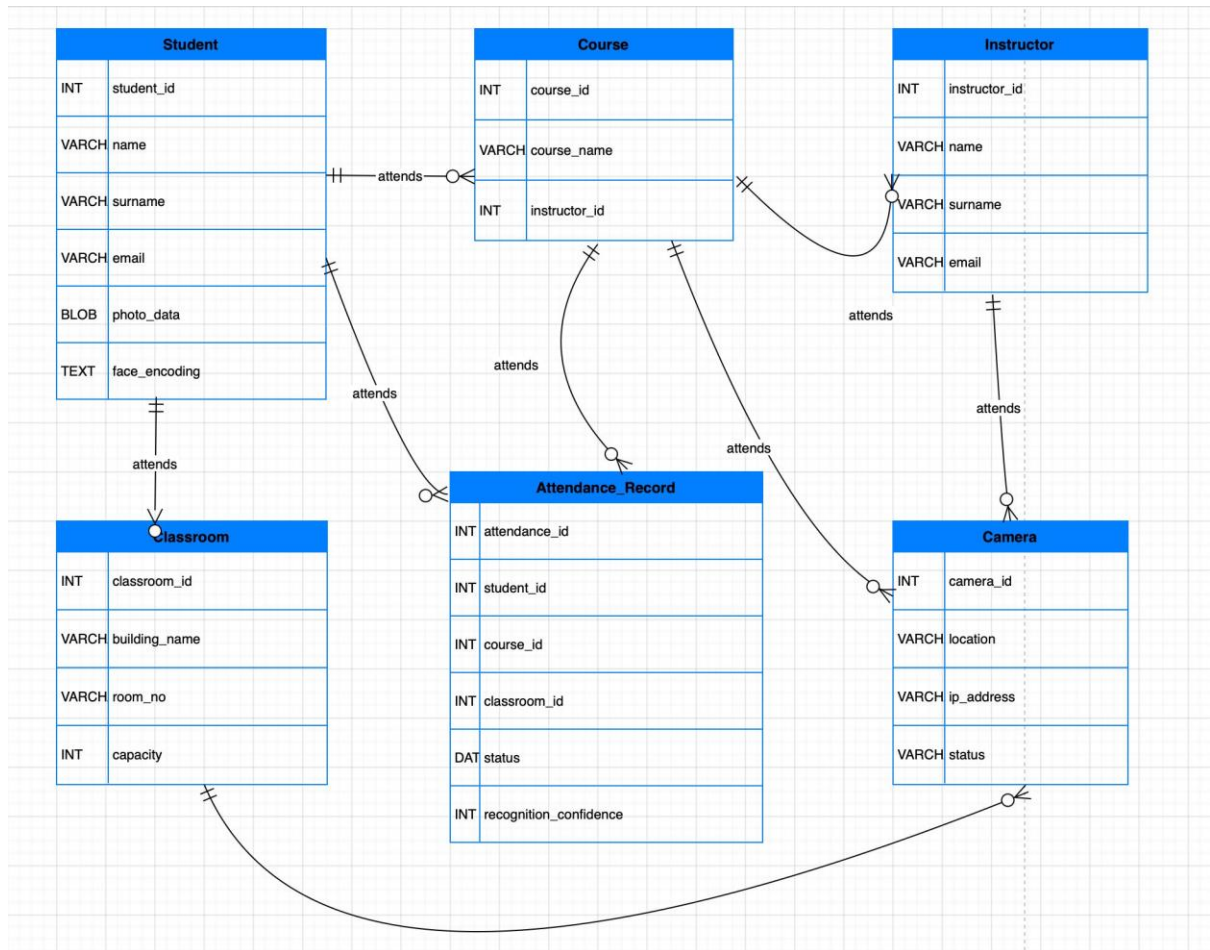 Student
INT student_id
VARCH name
VARCH surname
VARCH email
BLOB photo_data
TEXT face_encoding
Course
INT course_id
VARCH course_name
INT instructor_id
Instructor
INT instructor_id
VARCH name
VARCH surname
VARCH email
attends
attends
attends
attends
attends
attends
attends
Classroom
INT classroom_id
VARCH building_name
VARCH room_no
INT capacity
Attendance_Record
INT attendance_id
INT student_id
INT course_id
INT classroom_id
DAT status
INT recognition_confidence
Camera
INT camera_id
VARCH location
VARCH ip_address
VARCH status